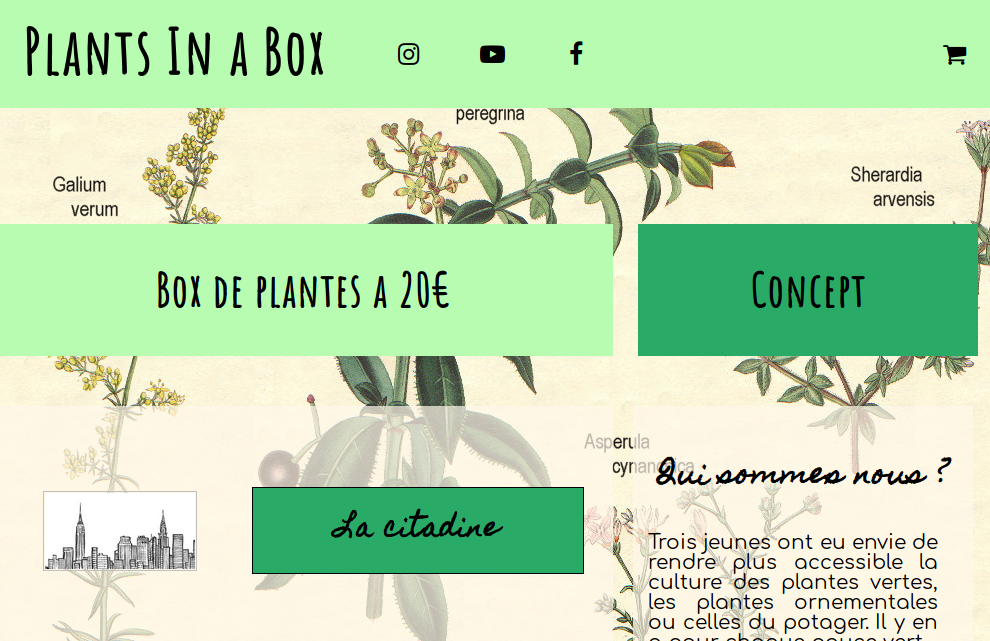 Plants In a Box
peregrina
Galium
verum
Sherardia
arvensis
Box de plantes a 20€
Concept
Asperula
cynanchica
La citadine
Qui sommes nous ?
Trois jeunes ont eu envie de
rendre plus accessible la
culture des plantes vertes,
les plantes ornementales
ou celles du potager. Il y en